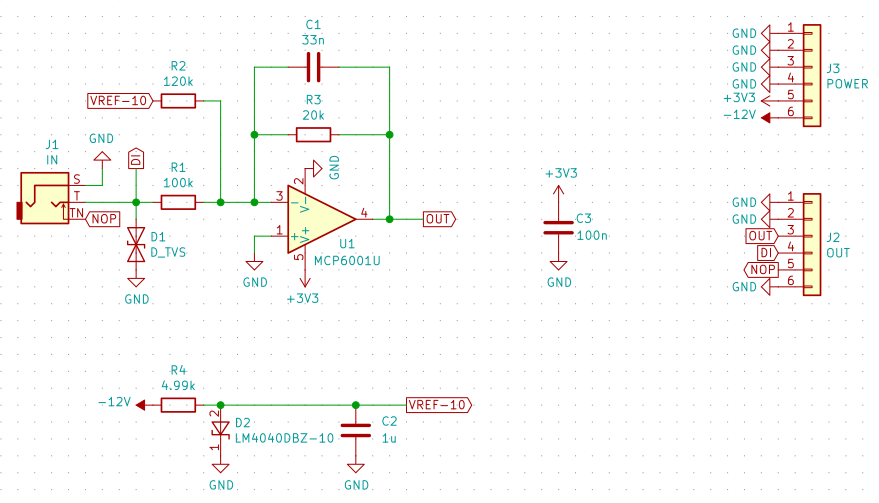 C1
33n
R2
120k
VREF-10
R3
20k
GND
J1
IN
DI
R1
100k
GND
S
T
TN
NOP
3
2
V-
-
4
OUT
1
+
V+
5
U1
MCP6001U
D1
D_TVS
GND
GND
+3V3
+3V3
C3
100n
GND
GND 1
GND 2
GND 3
GND 4
+3V3 5
-12V 6
J3
POWER
GND 1
GND 2
OUT 3
DI 4
NOP 5
GND 6
J2
OUT
R4
4.99k
-12V
VREF-10
2
D2
LM4040DBZ-10
1
C2
1u
GND
GND